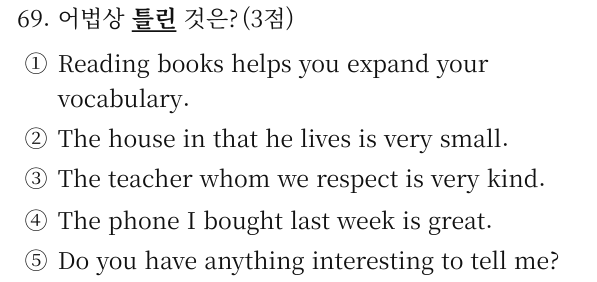 69. 어법상 틀린 것은?(3점)
① Reading books helps you expand your
vocabulary.
② The house in that he lives is very small.
③ The teacher whom we respect is very kind.
④ The phone I bought last week is great.
⑤ Do you have anything interesting to tell me?